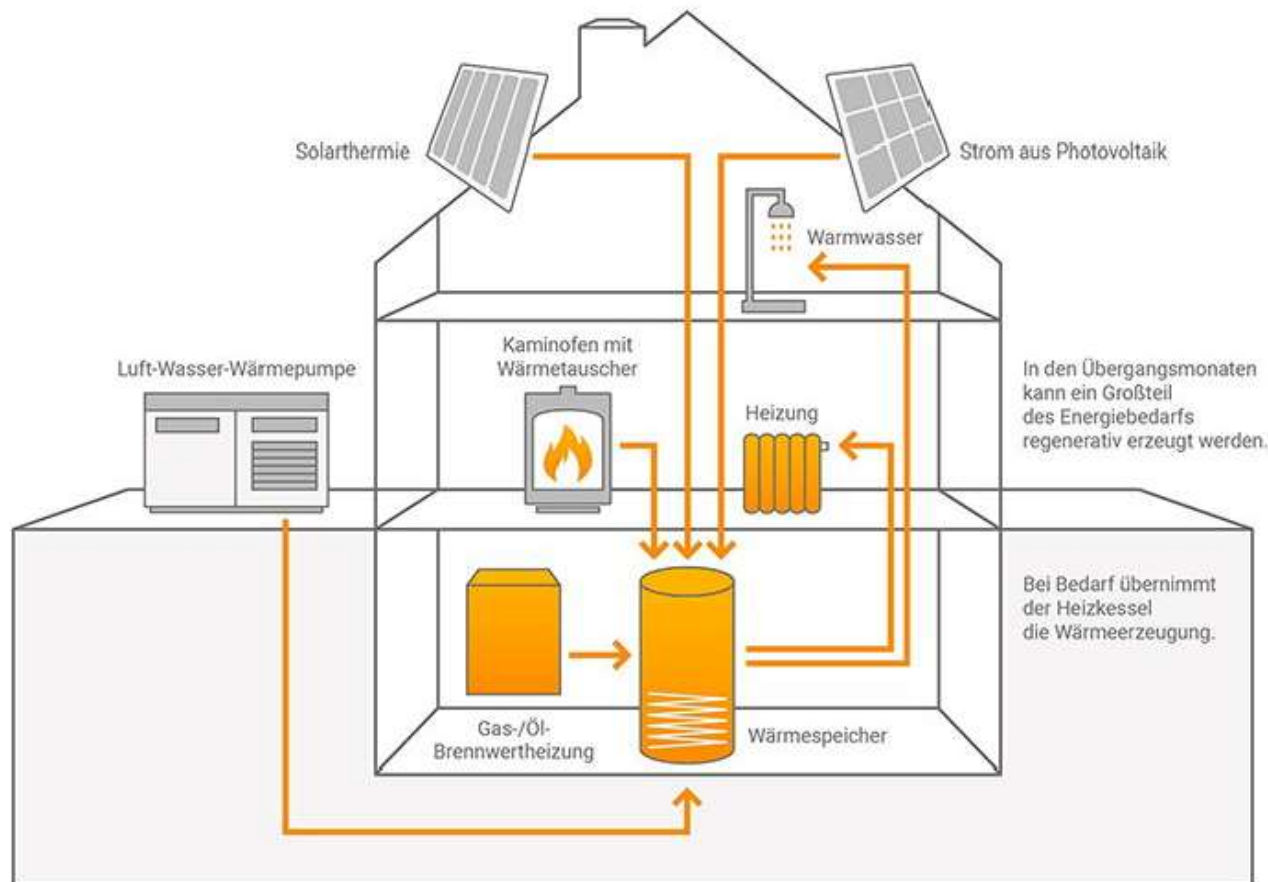 Solarthermie
Strom aus Photovoltaik
Warmwasser
Luft-Wasser-Wärmepumpe
Kaminofen mit
Wärmetauscher
Heizung
In den Übergangsmonaten
kann ein Großteil
des Energiebedarfs
regenerativ erzeugt werden.
Bei Bedarf übernimmt
der Heizkessel
die Wärmeerzeugung.
Gas-/Öl-
Brennwertheizung
Wärmespeicher